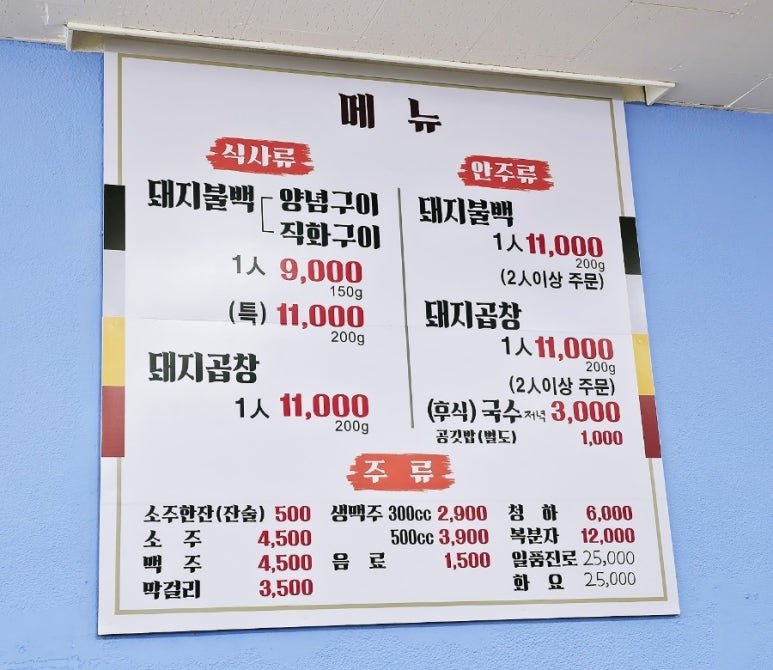 메뉴
식사류
돼지불백 양념구이
직화구이
1人 9,000
150g
(특) 11,000
200g
돼지곱창
1人 11,000
200g
안주류
돼지불백
1人 11,000
200g
(2人이상 주문)
돼지곱창
1人 11,000
200g
(2人이상 주문)
(후식) 국수 저녁 3,000
공깃밥(별도) 1,000
주류
소주한잔(잔술) 500
소주 4,500
맥주 4,500
막걸리 3,500
생맥주 300cc 2,900
500cc 3,900
음료 1,500
청하 6,000
복분자 12,000
일품진로 25,000
화요 25,000